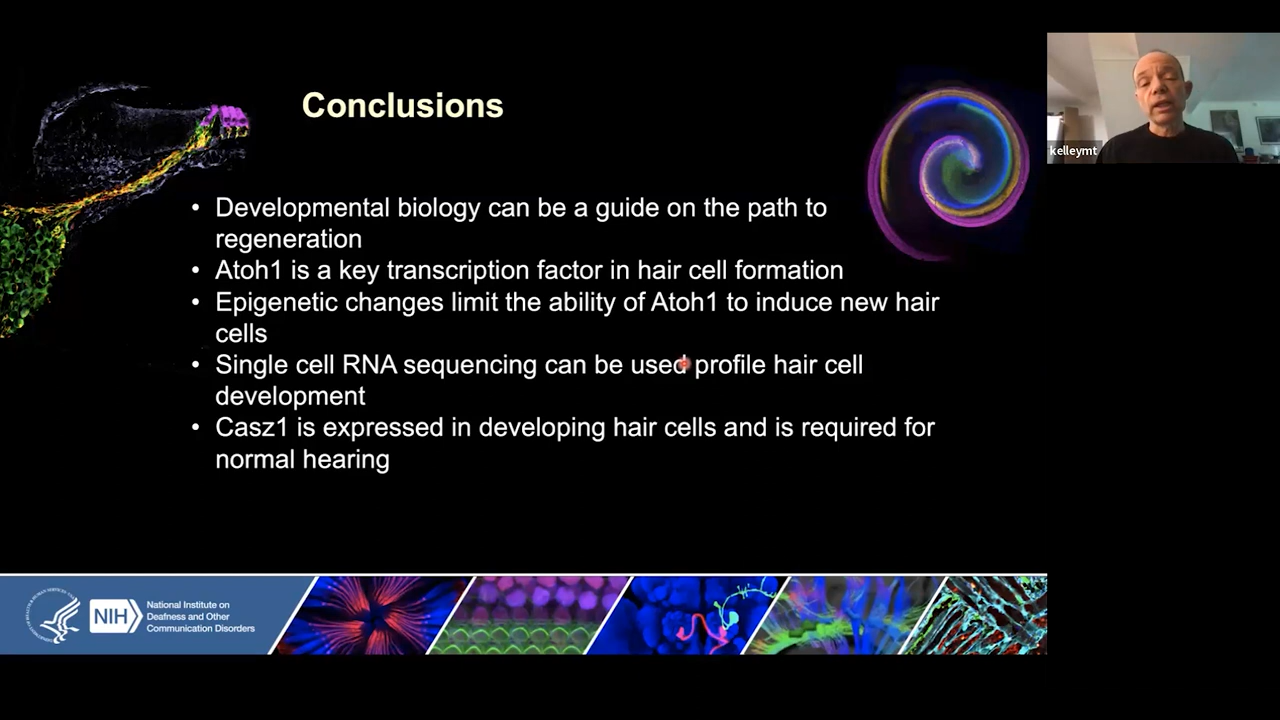 Conclusions
kelleymt
• Developmental biology can be a guide on the path to
regeneration
• Atoh1 is a key transcription factor in hair cell formation
• Epigenetic changes limit the ability of Atoh1 to induce new hair
cells
• Single cell RNA sequencing can be used profile hair cell
development
• Casz1 is expressed in developing hair cells and is required for
normal hearing
NIH
National Institute on
Deafness and Other
Communication Disorders